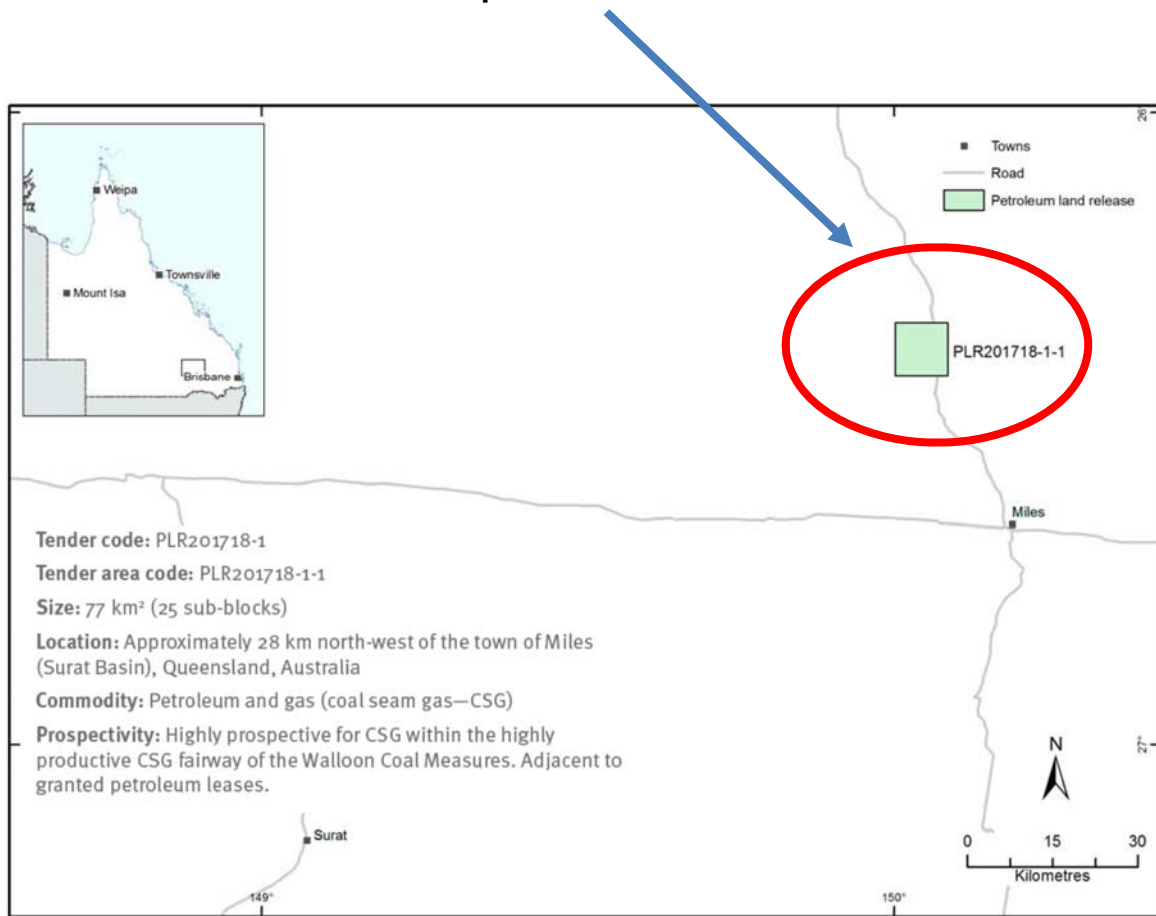 26°
Towns
Road
Petroleum land release
Weipa
Townsville
Mount Isa
Brisbane
PLR201718-1-1
Miles
Tender code: PLR201718-1
Tender area code: PLR201718-1-1
Size: 77 km² (25 sub-blocks)
Location: Approximately 28 km north-west of the town of Miles
(Surat Basin), Queensland, Australia
Commodity: Petroleum and gas (coal seam gas—CSG)
Prospectivity: Highly prospective for CSG within the highly
productive CSG fairway of the Walloon Coal Measures. Adjacent to
granted petroleum leases.
N
27°
Surat
0 15 30
Kilometres
149°
150°